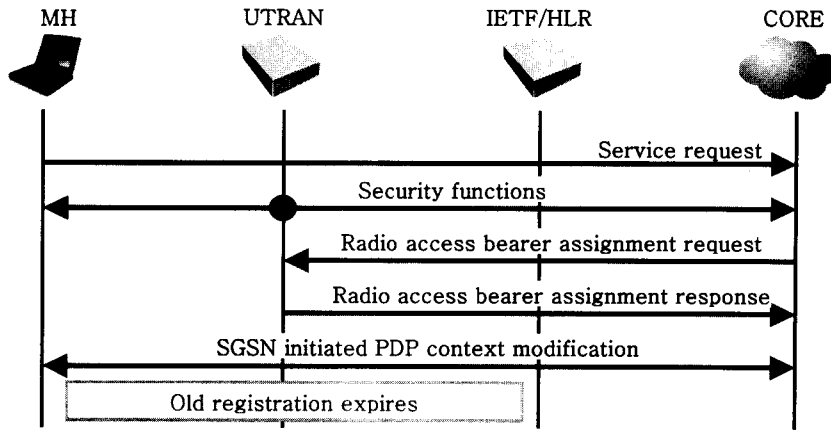 MH UTRAN IETF/HLR CORE
Service request
Security functions
Radio access bearer assignment request
Radio access bearer assignment response
SGSN initiated PDP context modification
Old registration expires